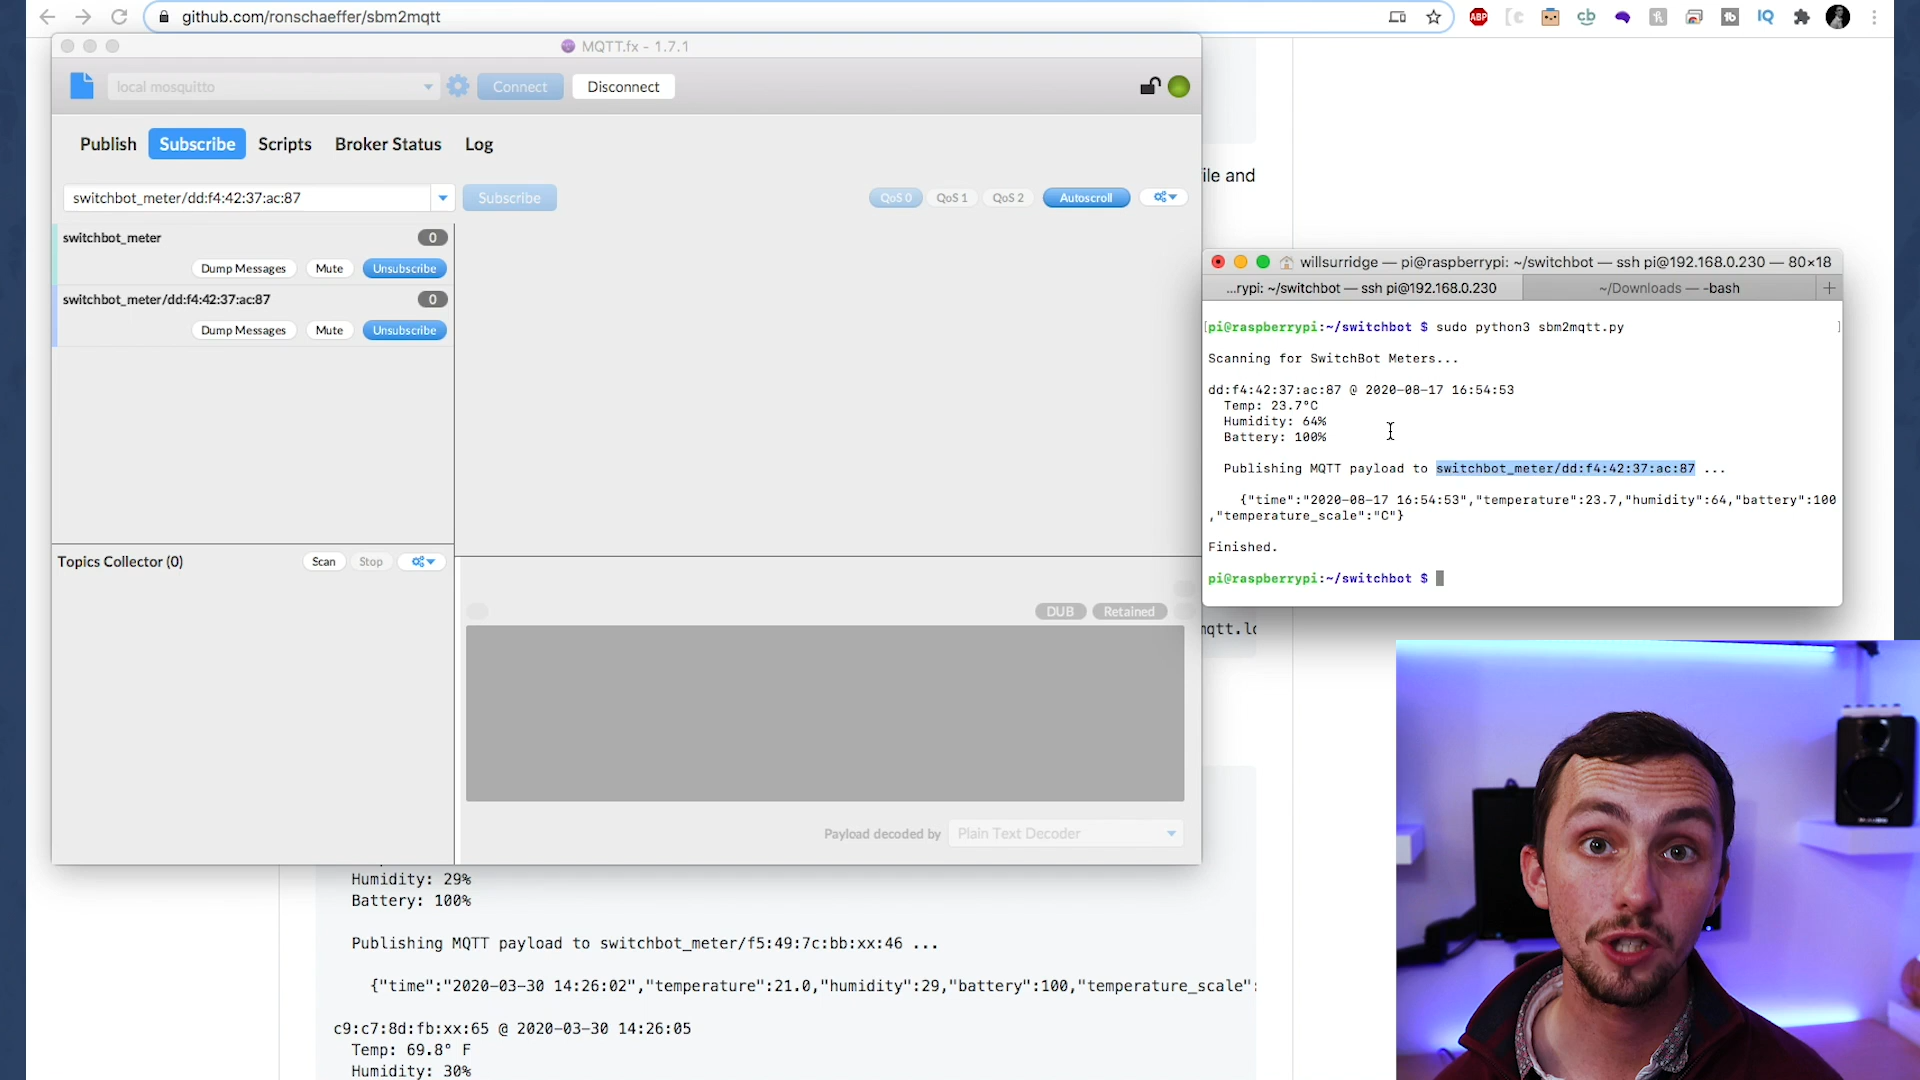 github.com/ronschaeffer/sbm2mqtt
ABP
cb
IQ
MQTT.fx - 1.7.1
local mosquitto
Connect
Disconnect
Publish
Subscribe
Scripts
Broker Status
Log
switchbot_meter/dd:f4:42:37:ac:87
Subscribe
QoS 0
QoS 1
QoS 2
Autoscroll
switchbot_meter
0
Dump Messages
Mute
Unsubscribe
switchbot_meter/dd:f4:42:37:ac:87
0
Dump Messages
Mute
Unsubscribe
Topics Collector (0)
Scan
Stop
DUB
Retained
Payload decoded by
Plain Text Decoder
ile and
willsurridge — pi@raspberrypi: ~/switchbot — ssh pi@192.168.0.230 — 80×18
...rypi: ~/switchbot — ssh pi@192.168.0.230
~/Downloads — -bash
[pi@raspberrypi:~/switchbot $ sudo python3 sbm2mqtt.py ]
Scanning for SwitchBot Meters...
dd:f4:42:37:ac:87 @ 2020-08-17 16:54:53
Temp: 23.7°C
Humidity: 64%
Battery: 100%
Publishing MQTT payload to switchbot_meter/dd:f4:42:37:ac:87 ...
{"time":"2020-08-17 16:54:53","temperature":23.7,"humidity":64,"battery":100
,"temperature_scale":"C"}
Finished.
pi@raspberrypi:~/switchbot $
mqtt.lo
Humidity: 29%
Battery: 100%
Publishing MQTT payload to switchbot_meter/f5:49:7c:bb:xx:46 ...
{"time":"2020-03-30 14:26:02","temperature":21.0,"humidity":29,"battery":100,"temperature_scale":
c9:c7:8d:fb:xx:65 @ 2020-03-30 14:26:05
Temp: 69.8° F
Humidity: 30%